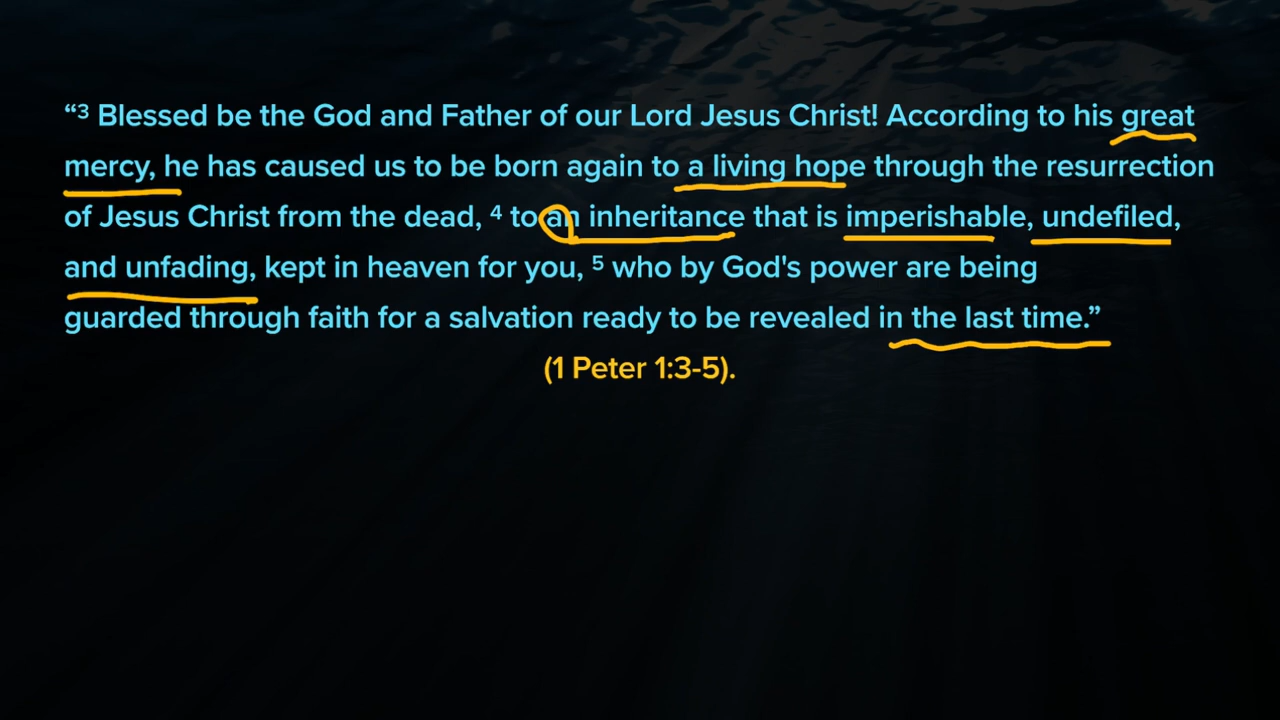 “³ Blessed be the God and Father of our Lord Jesus Christ! According to his great
mercy, he has caused us to be born again to a living hope through the resurrection
of Jesus Christ from the dead, ⁴ to an inheritance that is imperishable, undefiled,
and unfading, kept in heaven for you, ⁵ who by God's power are being
guarded through faith for a salvation ready to be revealed in the last time.”
(1 Peter 1:3-5).